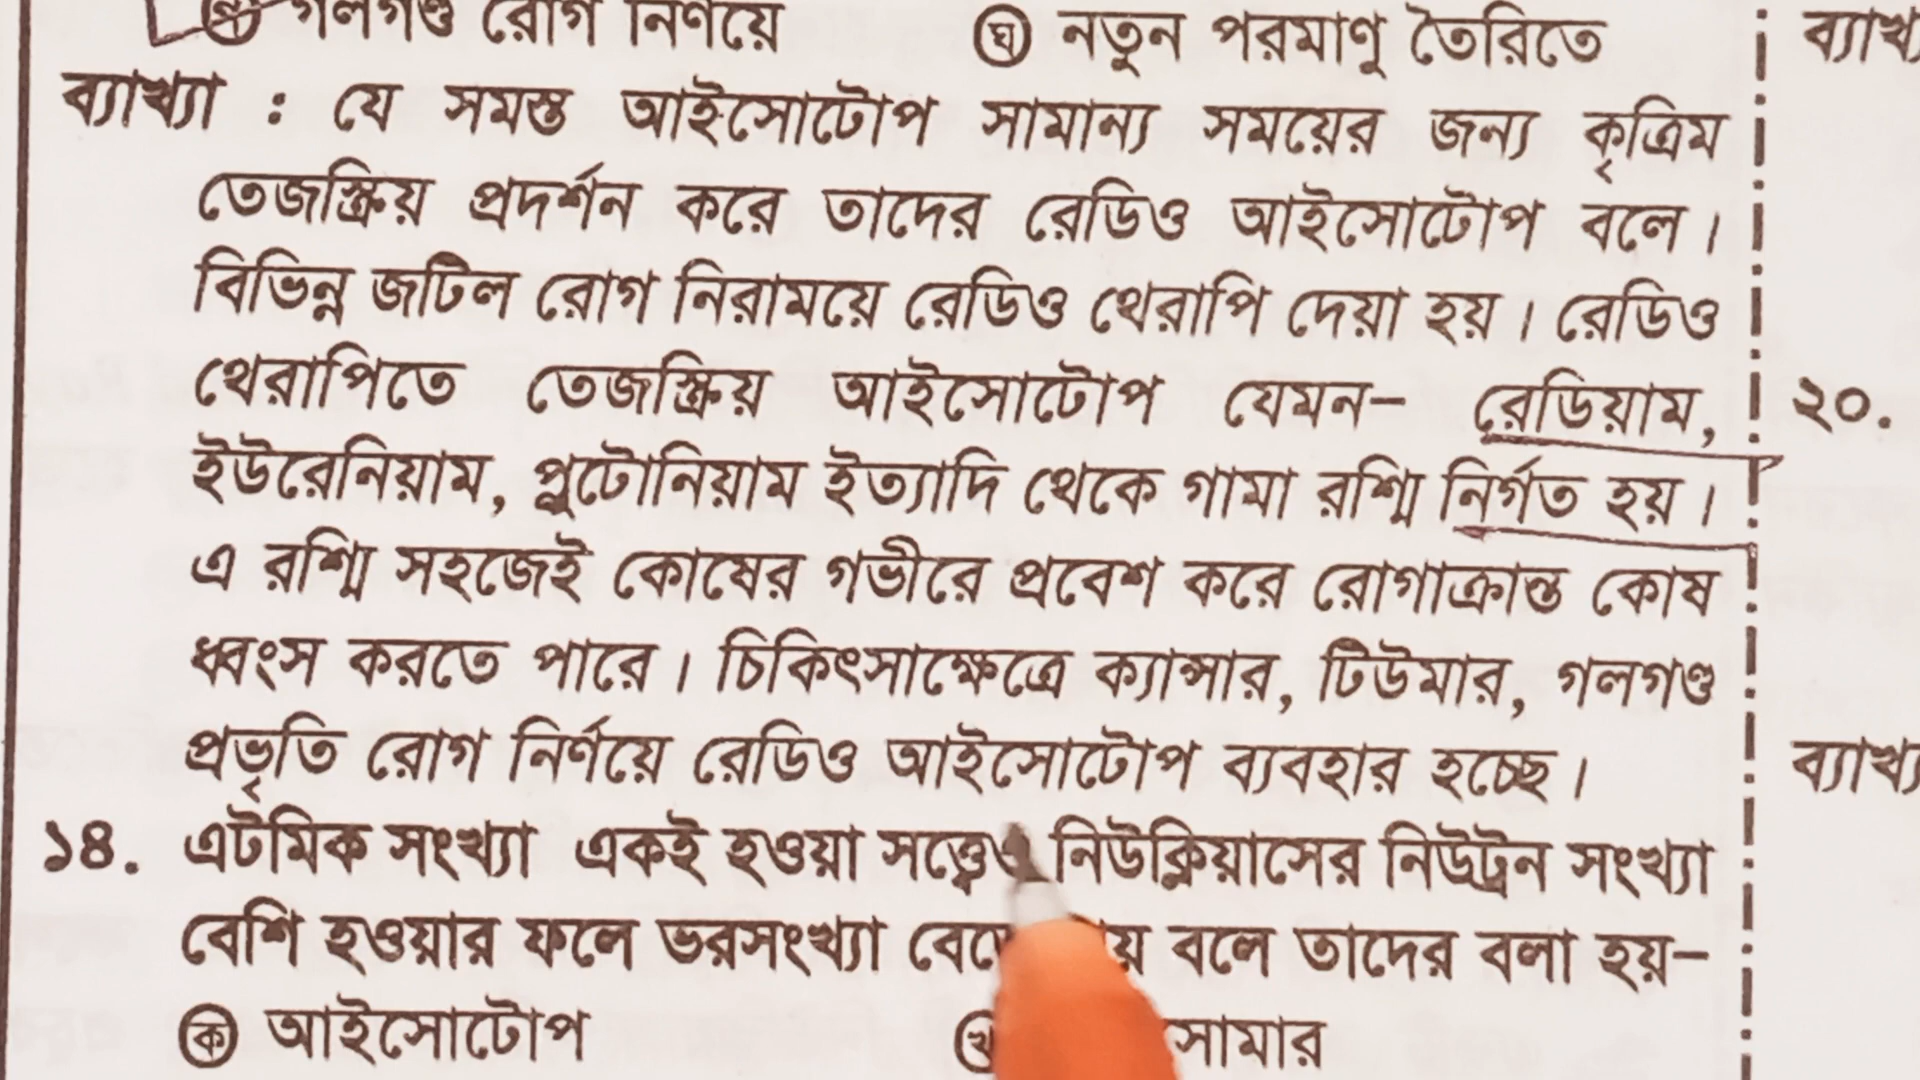 গলগণ্ড রোগ নির্ণয়ে ঘ নতুন পরমাণু তৈরিতে
ব্যাখ্যা : যে সমস্ত আইসোটোপ সামান্য সময়ের জন্য কৃত্রিম
তেজস্ক্রিয় প্রদর্শন করে তাদের রেডিও আইসোটোপ বলে।
বিভিন্ন জটিল রোগ নিরাময়ে রেডিও থেরাপি দেয়া হয়। রেডিও
থেরাপিতে তেজস্ক্রিয় আইসোটোপ যেমন– রেডিয়াম,
ইউরেনিয়াম, প্লুটোনিয়াম ইত্যাদি থেকে গামা রশ্মি নির্গত হয়।
এ রশ্মি সহজেই কোষের গভীরে প্রবেশ করে রোগাক্রান্ত কোষ
ধ্বংস করতে পারে। চিকিৎসাক্ষেত্রে ক্যান্সার, টিউমার, গলগণ্ড
প্রভৃতি রোগ নির্ণয়ে রেডিও আইসোটোপ ব্যবহার হচ্ছে।
১৪. এটমিক সংখ্যা একই হওয়া সত্ত্বেও নিউক্লিয়াসের নিউট্রন সংখ্যা
বেশি হওয়ার ফলে ভরসংখ্যা বলে তাদের বলা হয়–
ক আইসোটোপ খ
২০.